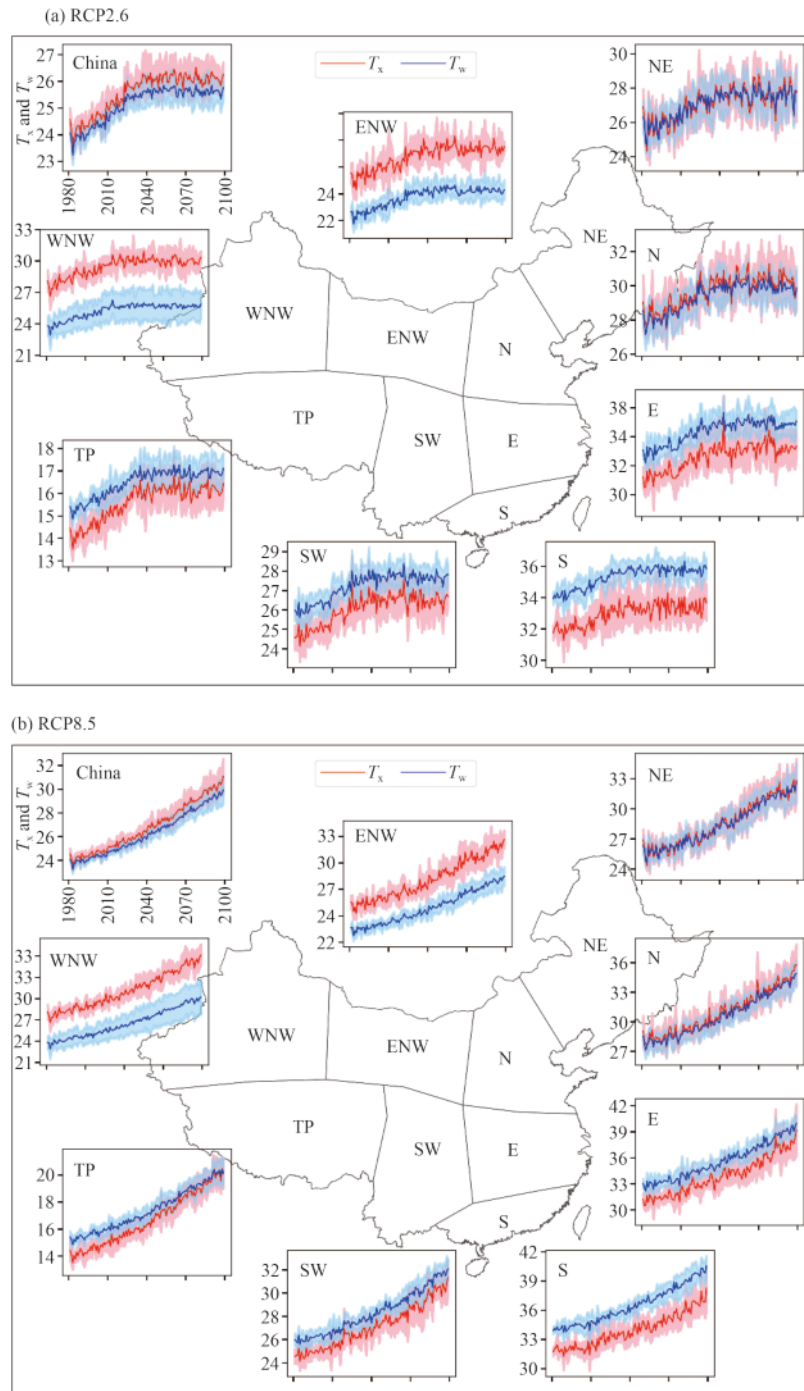 (a) RCP2.6
China
Tx and Tw
27
26
25
24
23
1980
2010
2040
2070
2100
Tx
Tw
ENW
24
22
NE
30
28
26
24
WNW
33
30
27
24
21
N
32
30
28
26
NE
WNW
ENW
N
TP
SW
E
S
TP
18
17
16
15
14
13
E
38
34
32
30
SW
29
28
27
26
25
24
S
36
34
32
30
(b) RCP8.5
China
Tx and Tw
32
30
28
26
24
1980
2010
2040
2070
2100
Tx
Tw
ENW
33
33
27
24
22
NE
33
30
27
24
WNW
33
33
30
27
24
21
N
36
33
30
27
NE
WNW
ENW
N
TP
SW
E
S
TP
20
18
16
14
E
42
39
36
33
30
SW
32
30
28
26
24
S
42
39
36
33
30